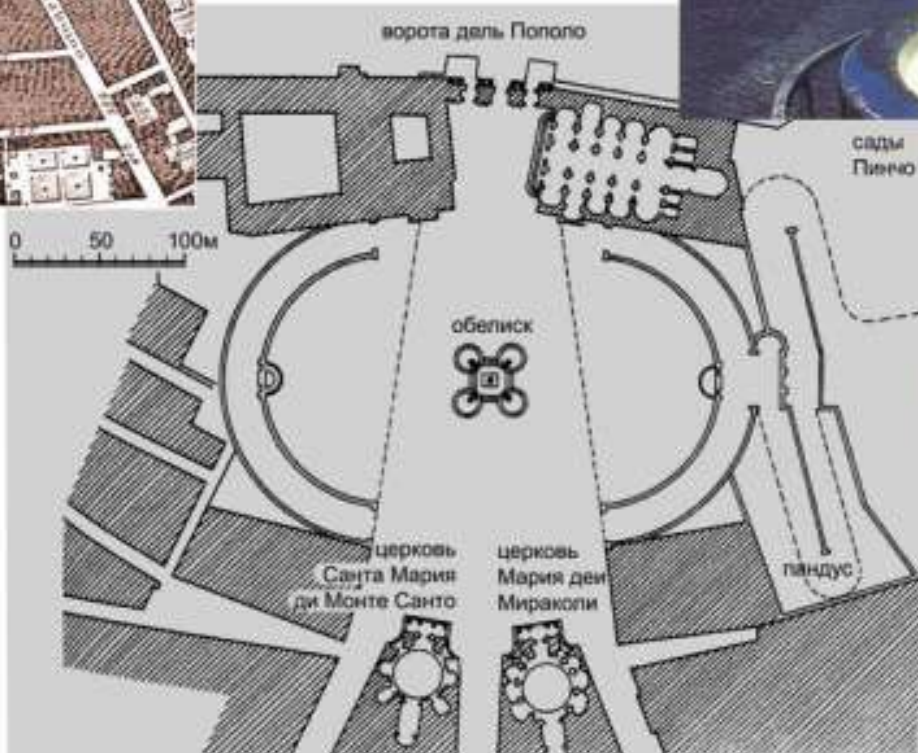 ворота дель Пополо
сады
Пинчо
0 50 100м
обелиск
церковь
Санта Мария
ди Монте Санто
церковь
Мария деи
Мираколи
пандус